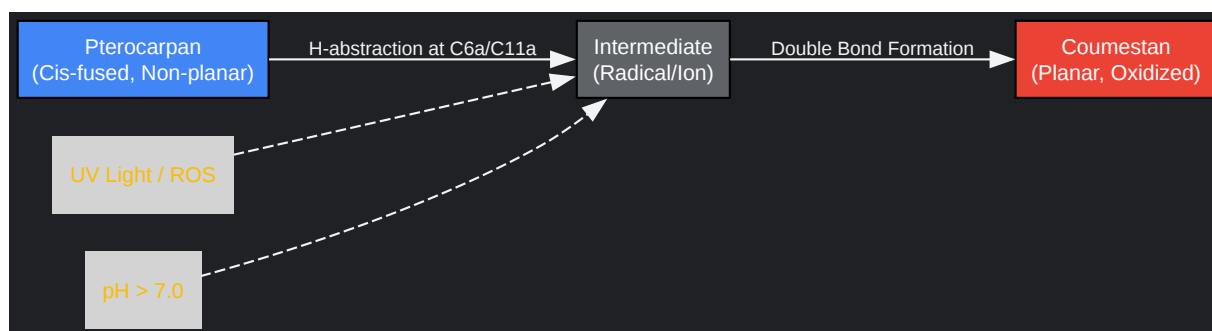 Pterocarpan
(Cis-fused, Non-planar)
H-abstraction at C6a/C11a
Intermediate
(Radical/Ion)
Double Bond Formation
Coumestan
(Planar, Oxidized)
UV Light / ROS
pH > 7.0